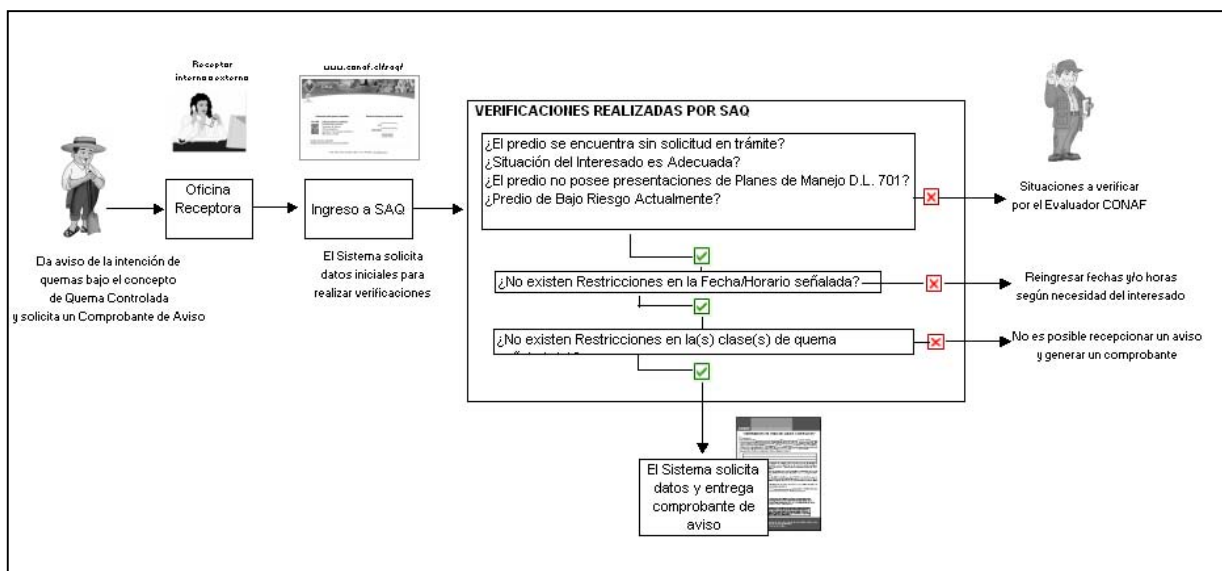 Receptor
interno o externo
www.conaf.cl/saq/
Oficina
Receptora
Ingreso a SAQ
Da aviso de la intención de
quemas bajo el concepto
de Quema Controlada
y solicita un Comprobante de Aviso
El Sistema solicita
datos iniciales para
realizar verificaciones
VERIFICACIONES REALIZADAS POR SAQ
¿El predio se encuentra sin solicitud en trámite?
¿Situación del Interesado es Adecuada?
¿El predio no posee presentaciones de Planes de Manejo D.L. 701?
¿Predio de Bajo Riesgo Actualmente?
Situaciones a verificar
por el Evaluador CONAF
¿No existen Restricciones en la Fecha/Horario señalada?
Reingresar fechas y/o horas
según necesidad del interesado
¿No existen Restricciones en la(s) clase(s) de quema
No es posible recepcionar un aviso
y generar un comprobante
El Sistema solicita
datos y entrega
comprobante de
aviso